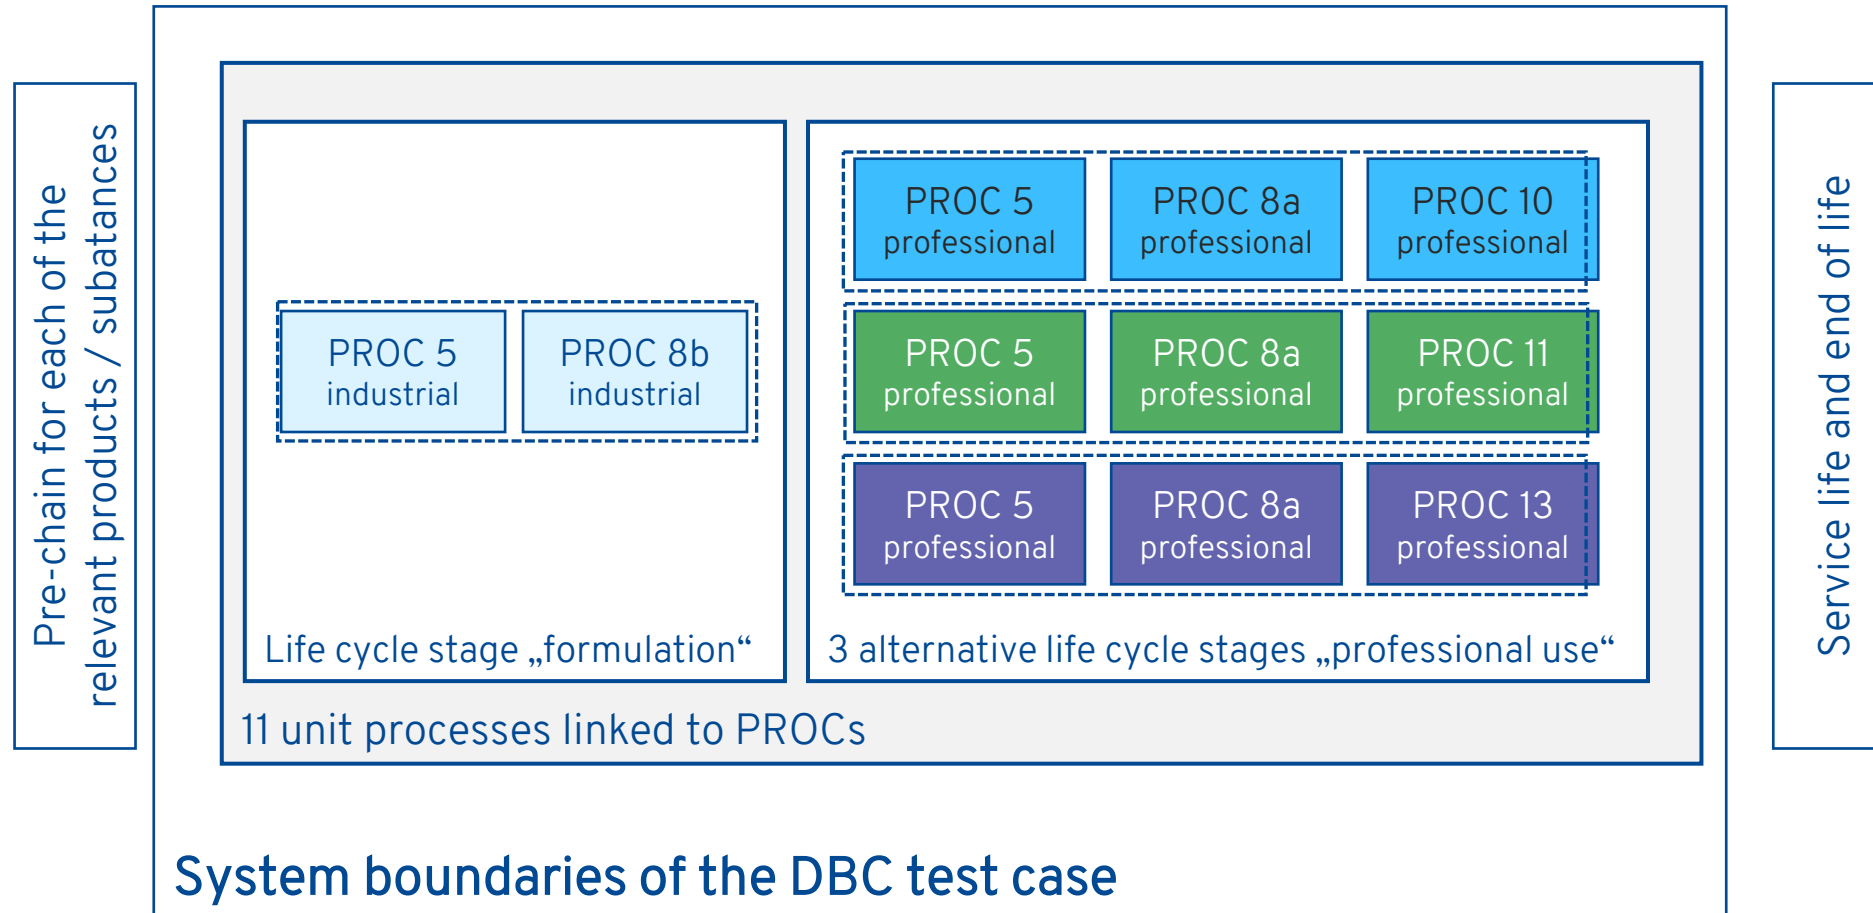 Pre-chain for each of the
relevant products / subatances
PROC 5
industrial
PROC 8b
industrial
Life cycle stage „formulation“
PROC 5
professional
PROC 8a
professional
PROC 10
professional
PROC 5
professional
PROC 8a
professional
PROC 11
professional
PROC 5
professional
PROC 8a
professional
PROC 13
professional
3 alternative life cycle stages „professional use“
11 unit processes linked to PROCs
System boundaries of the DBC test case
Service life and end of life